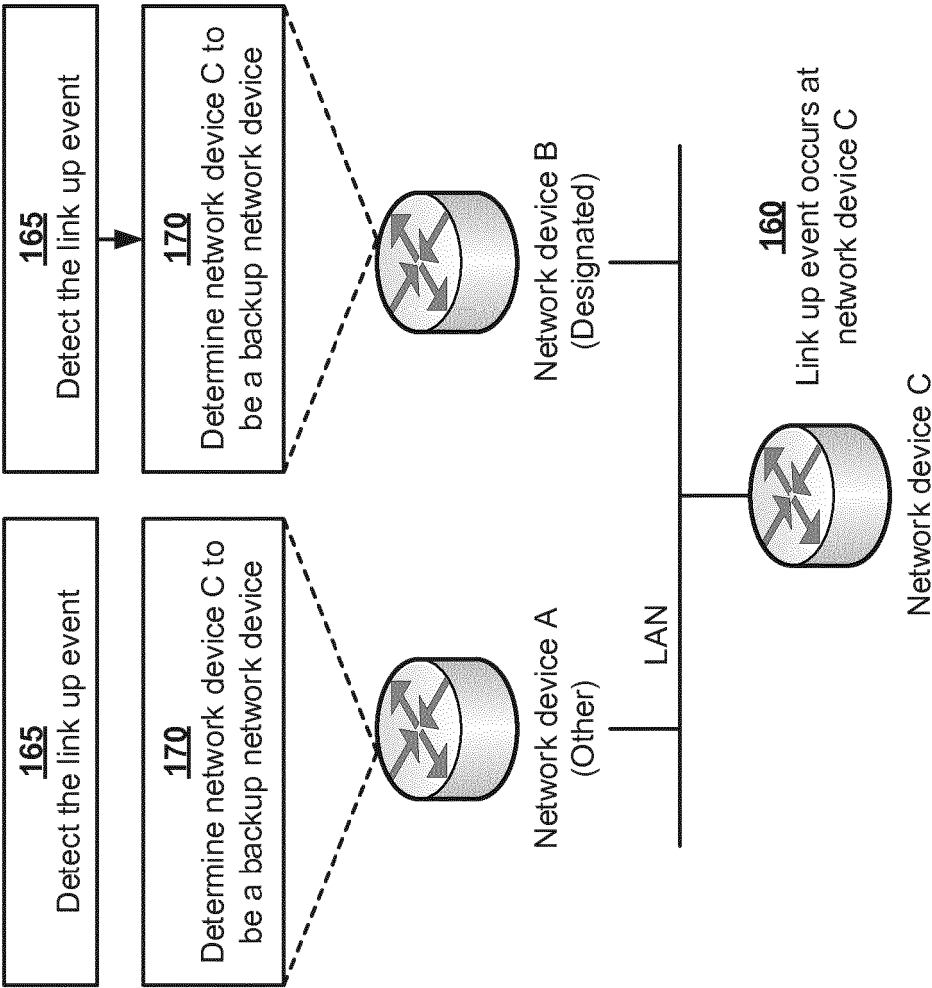 165
Detect the link up event
170
Determine network device C to
be a backup network device
Network device A
(Other)
165
Detect the link up event
170
Determine network device C to
be a backup network device
Network device B
(Designated)
LAN
160
Link up event occurs at
network device C
Network device C